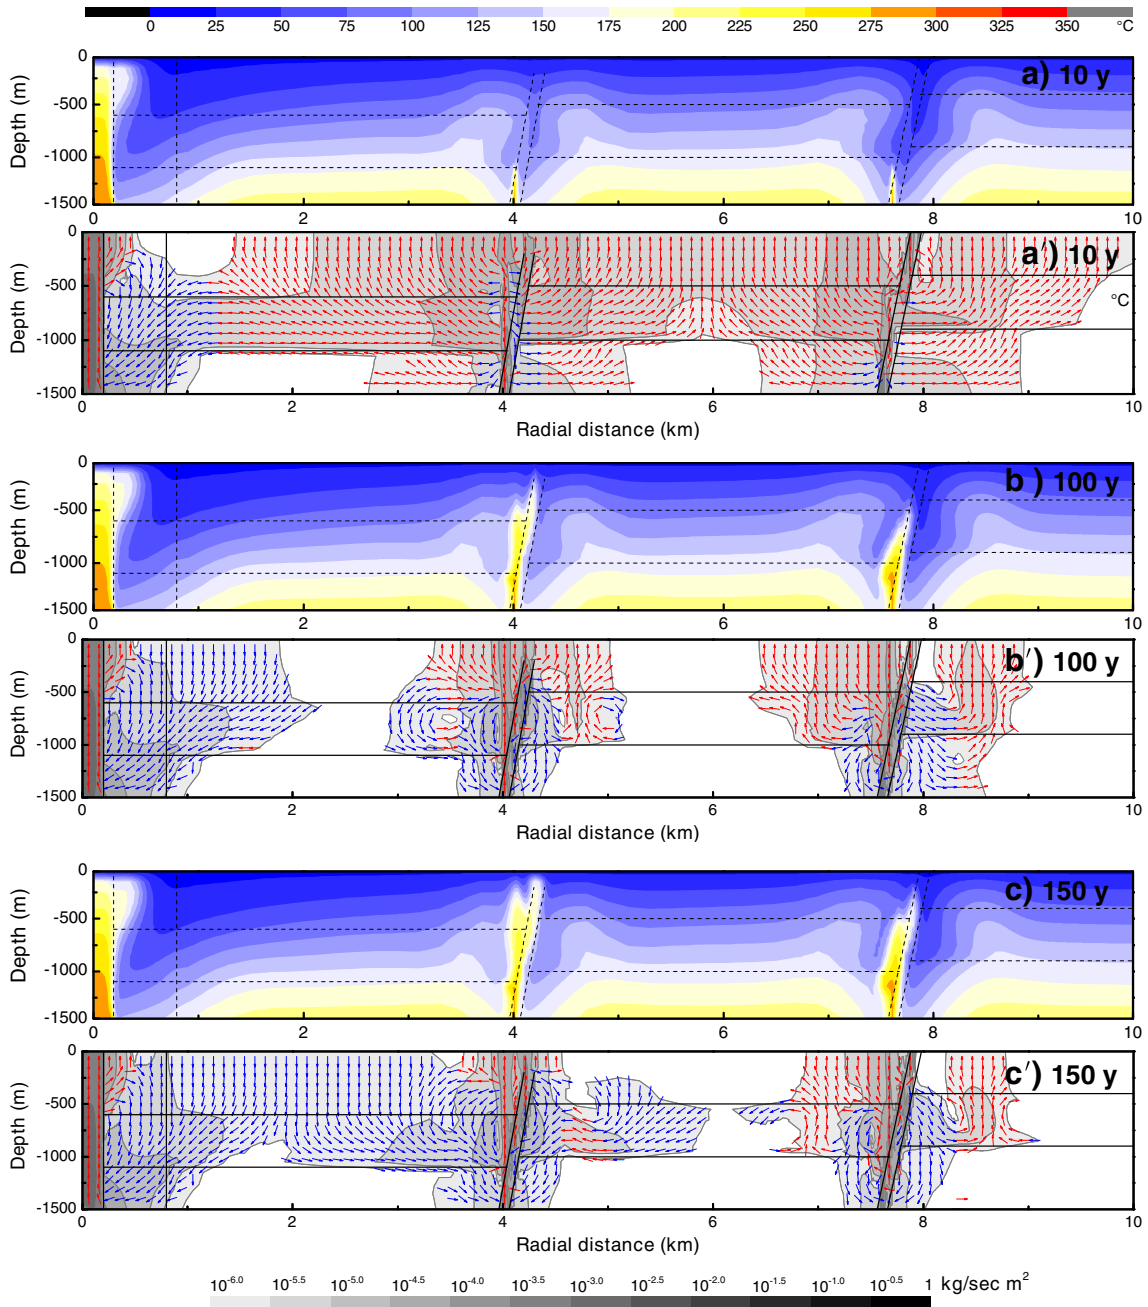 0 25 50 75 100 125 150 175 200 225 250 275 300 325 350 °C
Depth (m)
0
-500
-1000
-1500
a) 10 y
0 2 4 6 8 10
Depth (m)
0
-500
-1000
-1500
a′) 10 y
°C
0 2 4 6 8 10
Radial distance (km)
Depth (m)
0
-500
-1000
-1500
b ) 100 y
0 2 4 6 8 10
Depth (m)
0
-500
-1000
-1500
b′) 100 y
0 2 4 6 8 10
Radial distance (km)
Depth (m)
0
-500
-1000
-1500
c) 150 y
0 2 4 6 8 10
Depth (m)
0
-500
-1000
-1500
c′) 150 y
0 2 4 6 8 10
Radial distance (km)
10^-6.0 10^-5.5 10^-5.0 10^-4.5 10^-4.0 10^-3.5 10^-3.0 10^-2.5 10^-2.0 10^-1.5 10^-1.0 10^-0.5 1 kg/sec m²